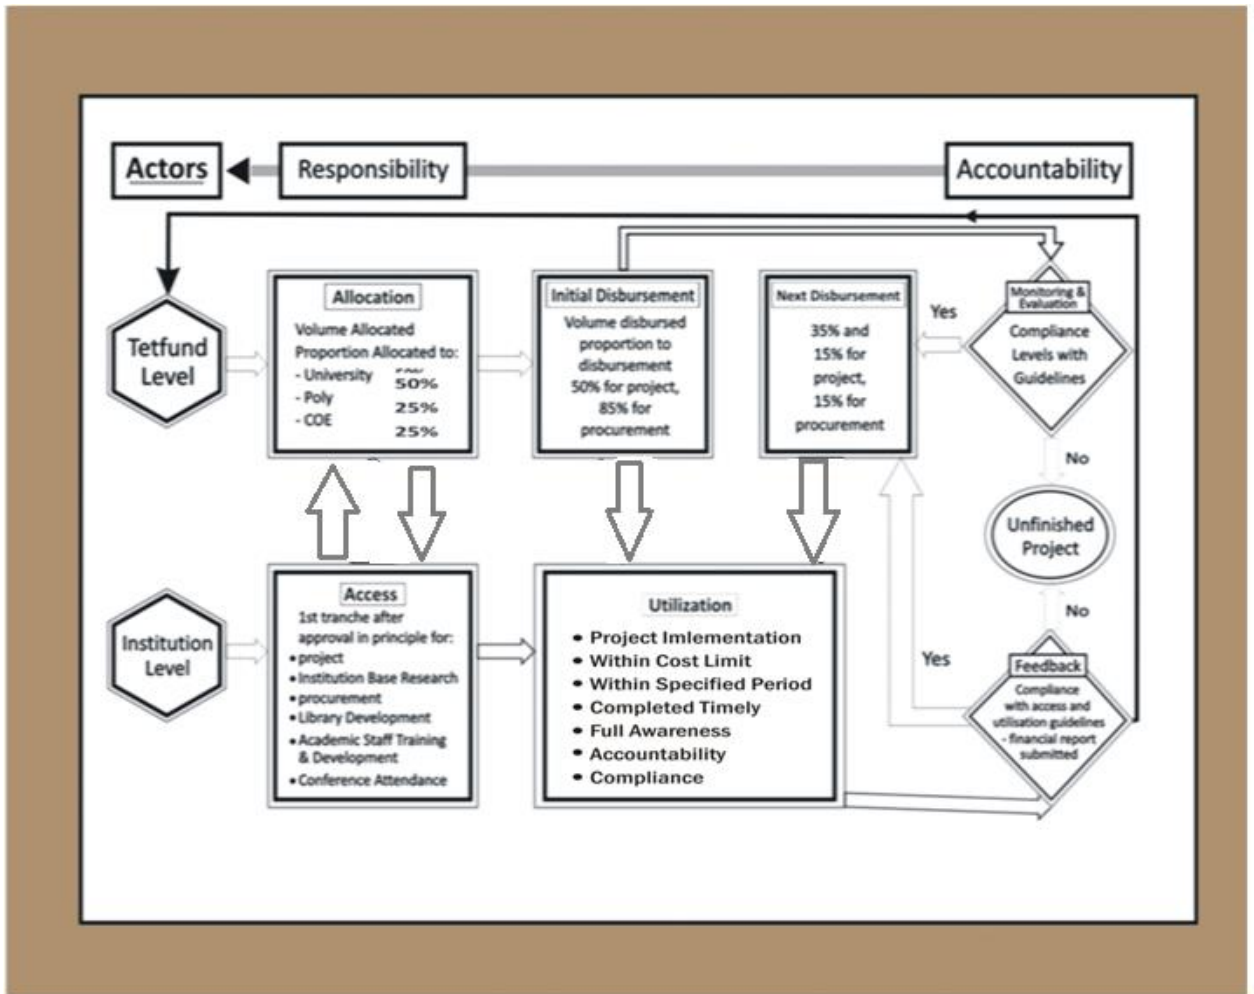 Actors
Responsibility
Accountability
Tetfund
Level
Allocation
Volume Allocated
Proportion Allocated to:
- University 50%
- Poly 25%
- COE 25%
Initial Disbursement
Volume disbursed
proportion to
disbursement
50% for project,
85% for
procurement
Next Disbursement
35% and
15% for
project,
15% for
procurement
Yes
Monitoring &
Evaluation
Compliance
Levels with
Guidelines
No
Unfinished
Project
Institution
Level
Access
1st tranche after
approval in principle for:
• project
• Institution Base Research
• procurement
• Library Development
• Academic Staff Training
& Development
• Conference Attendance
Utilization
• Project Imlementation
• Within Cost Limit
• Within Specified Period
• Completed Timely
• Full Awareness
• Accountability
• Compliance
Yes
No
Feedback
Compliance
with access and
utilisation guidelines
- financial report
submitted